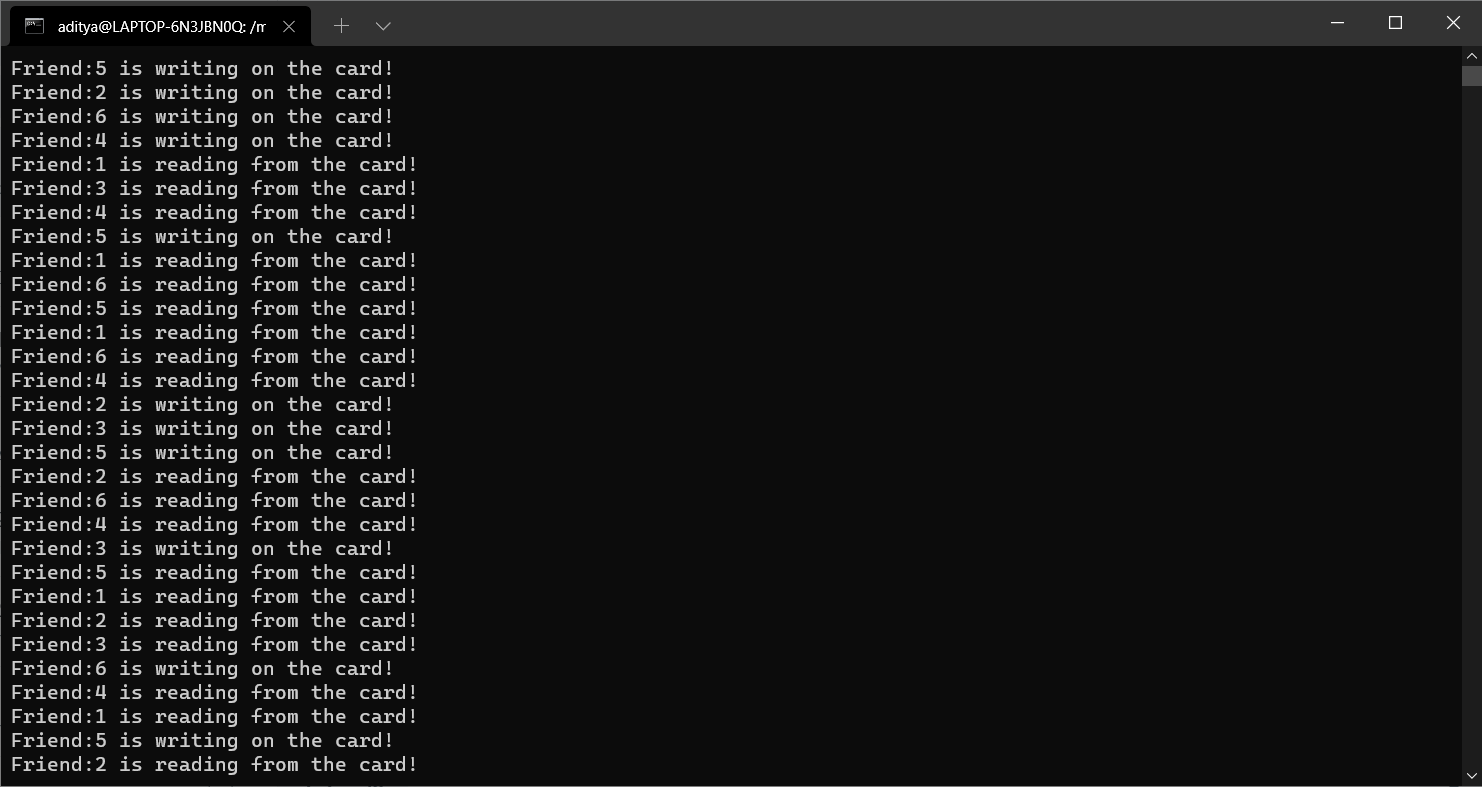 aditya@LAPTOP-6N3JBN0Q: /m
Friend:5 is writing on the card!
Friend:2 is writing on the card!
Friend:6 is writing on the card!
Friend:4 is writing on the card!
Friend:1 is reading from the card!
Friend:3 is reading from the card!
Friend:4 is reading from the card!
Friend:5 is writing on the card!
Friend:1 is reading from the card!
Friend:6 is reading from the card!
Friend:5 is reading from the card!
Friend:1 is reading from the card!
Friend:6 is reading from the card!
Friend:4 is reading from the card!
Friend:2 is writing on the card!
Friend:3 is writing on the card!
Friend:5 is writing on the card!
Friend:2 is reading from the card!
Friend:6 is reading from the card!
Friend:4 is reading from the card!
Friend:3 is writing on the card!
Friend:5 is reading from the card!
Friend:1 is reading from the card!
Friend:2 is reading from the card!
Friend:3 is reading from the card!
Friend:6 is writing on the card!
Friend:4 is reading from the card!
Friend:1 is reading from the card!
Friend:5 is writing on the card!
Friend:2 is reading from the card!